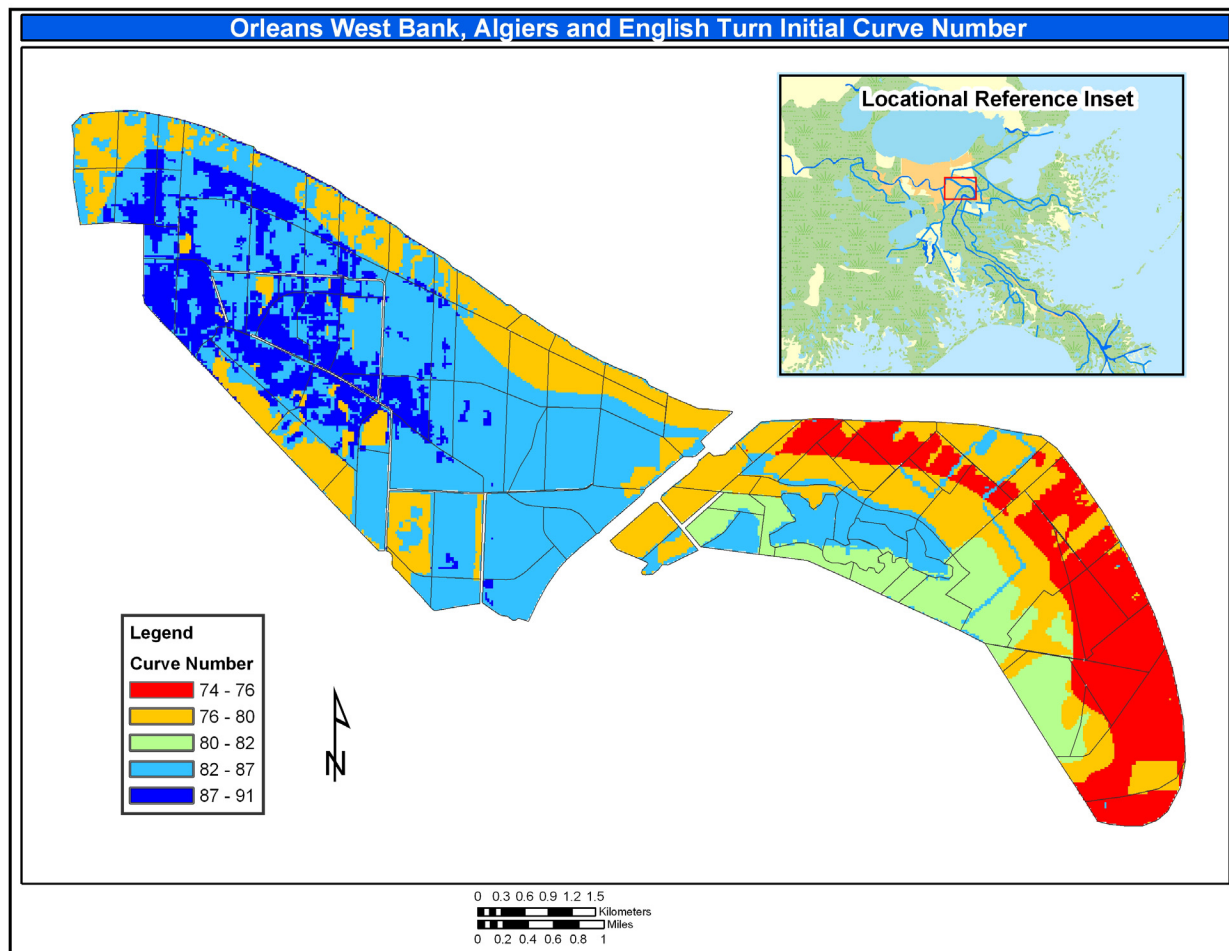 Orleans West Bank, Algiers and English Turn Initial Curve Number
Locational Reference Inset
Legend
Curve Number
74 - 76
76 - 80
80 - 82
82 - 87
87 - 91
N
0 0.3 0.6 0.9 1.2 1.5
Kilometers
Miles
0 0.2 0.4 0.6 0.8 1